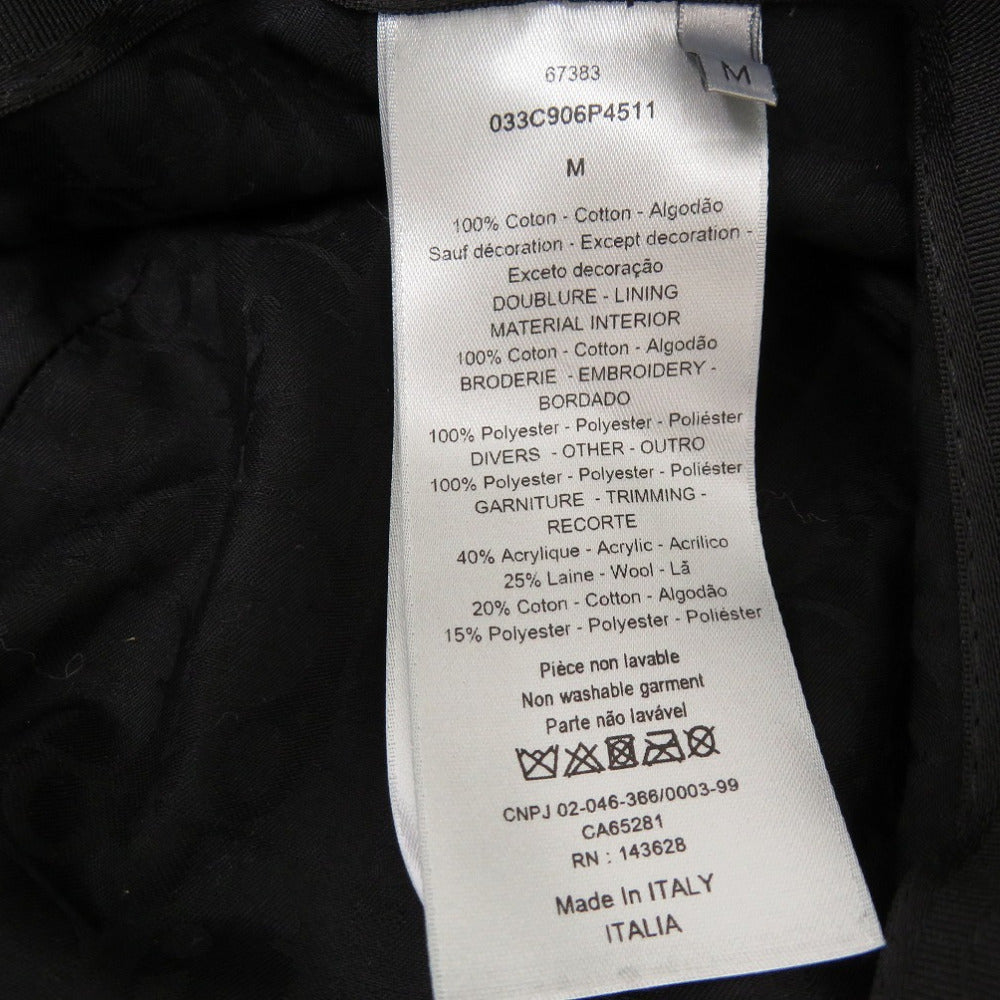 M
67383
033C906P4511
M
100% Coton - Cotton - Algodão
Sauf décoration - Except decoration -
Exceto decoração
DOUBLURE - LINING
MATERIAL INTERIOR
100% Coton - Cotton - Algodão
BRODERIE - EMBROIDERY -
BORDADO
100% Polyester - Polyester - Poliéster
DIVERS - OTHER - OUTRO
100% Polyester - Polyester - Poliéster
GARNITURE - TRIMMING -
RECORTE
40% Acrylique - Acrylic - Acrílico
25% Laine - Wool - Lã
20% Coton - Cotton - Algodão
15% Polyester - Polyester - Poliéster
Pièce non lavable
Non washable garment
Parte não lavável
CNPJ 02-046-366/0003-99
CA65281
RN : 143628
Made In ITALY
ITALIA